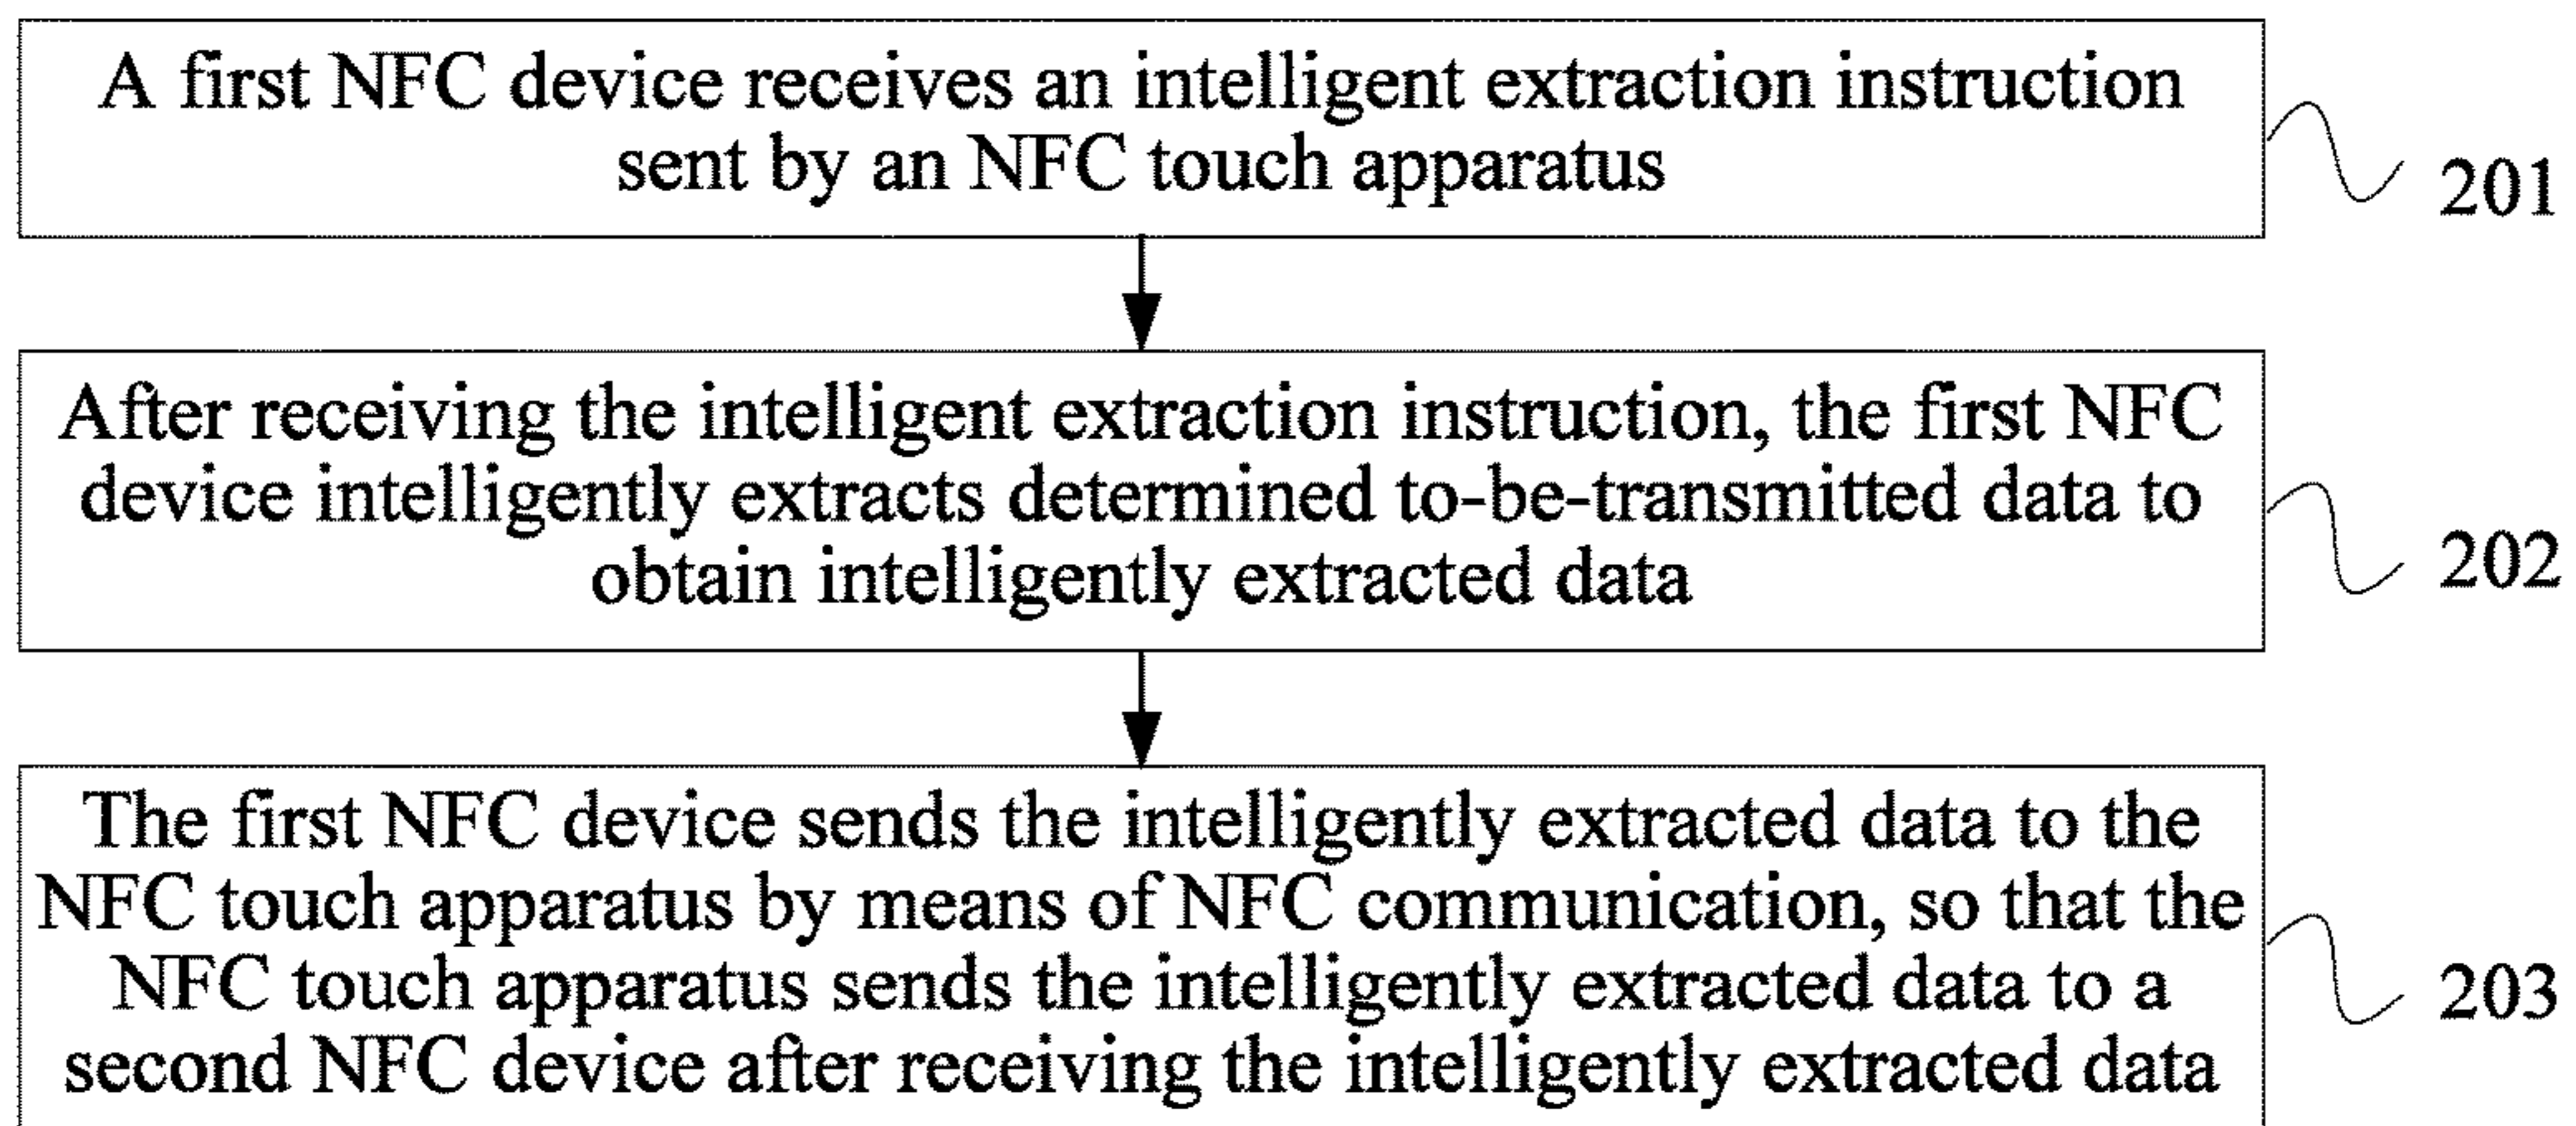 A first NFC device receives an intelligent extraction instruction
sent by an NFC touch apparatus
201
After receiving the intelligent extraction instruction, the first NFC
device intelligently extracts determined to-be-transmitted data to
obtain intelligently extracted data
202
The first NFC device sends the intelligently extracted data to the
NFC touch apparatus by means of NFC communication, so that the
NFC touch apparatus sends the intelligently extracted data to a
second NFC device after receiving the intelligently extracted data
203